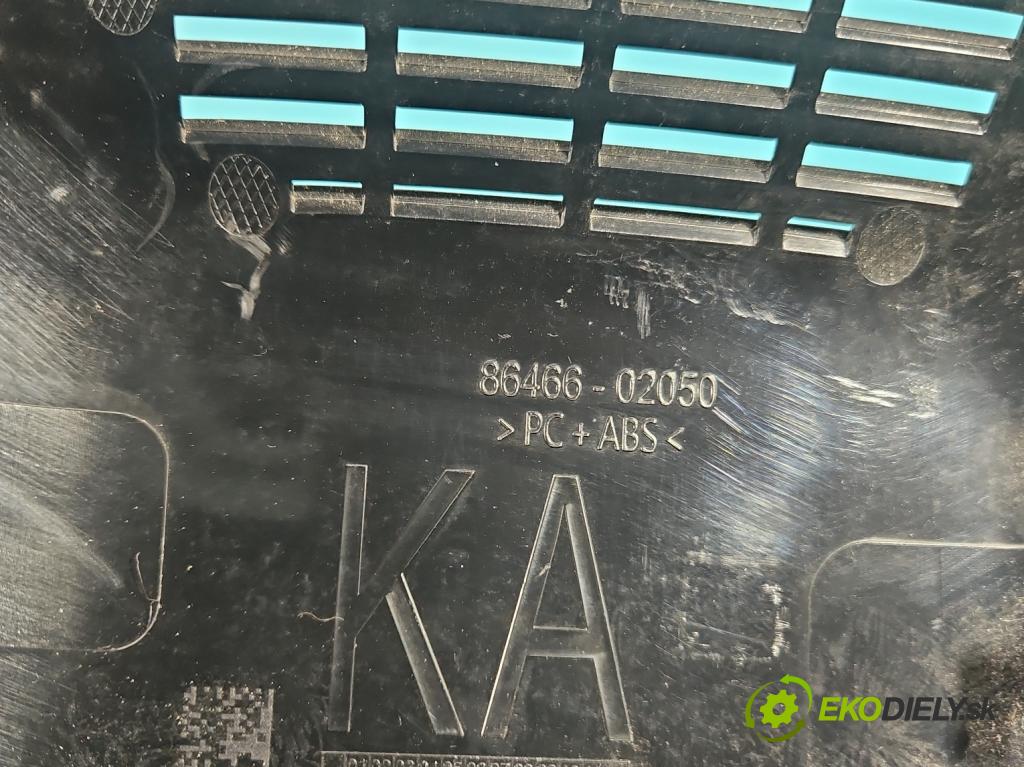 86466-02050
>PC+ABS<
KA
EKODIELY.sk